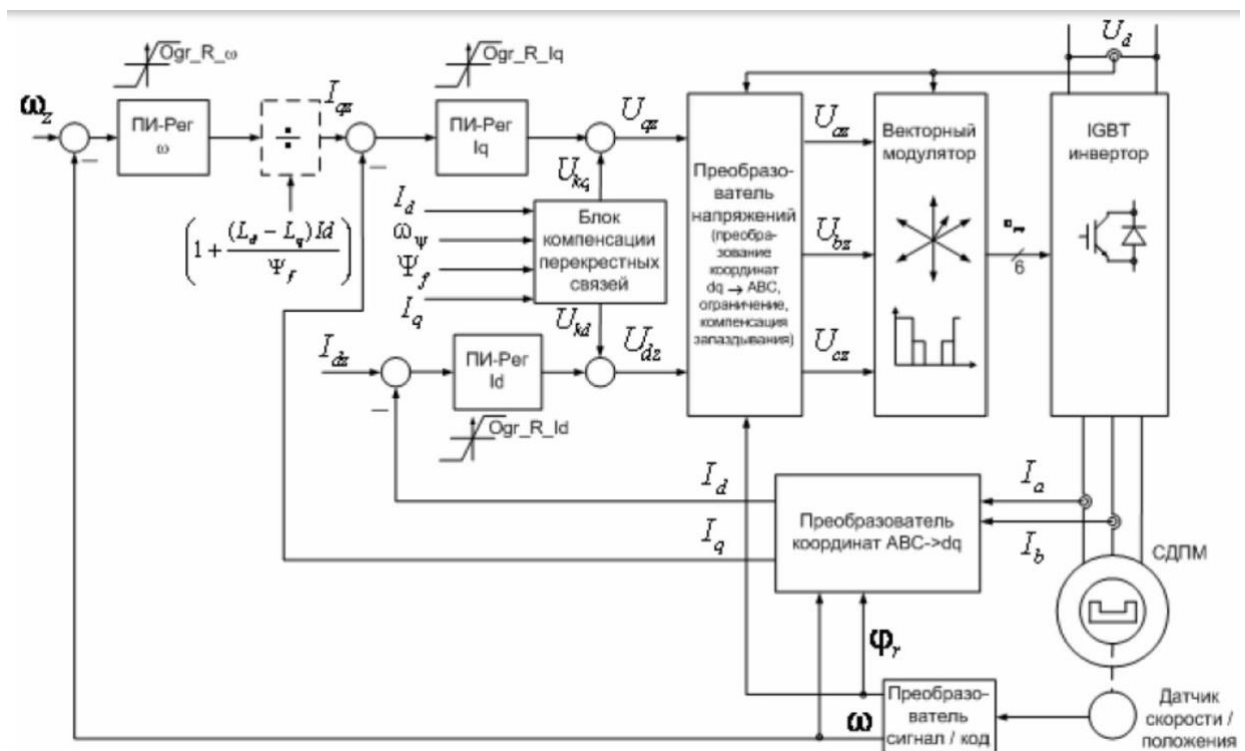 Ogr_R_ω
Ogr_R_Iq
U_d
ω_z
ПИ-Рег
ω
÷
I_qz
ПИ-Рег
Iq
U_qz
U_kq
(1 + (L_d – L_q)Id / Ψ_f)
I_d
ω_ψ
Ψ_f
I_q
Блок
компенсации
перекрестных
связей
U_kd
I_dz
ПИ-Рег
Id
U_dz
Ogr_R_Id
Преобразо-
ватель
напряжений
(преобра-
зование
координат
dq → ABC,
ограничение,
компенсация
запаздывания)
U_az
U_bz
U_cz
Векторный
модулятор
6
IGBT
инвертор
I_d
I_q
Преобразователь
координат ABC->dq
I_a
I_b
СДПМ
φ_r
ω
Преобразо-
ватель
сигнал / код
Датчик
скорости /
положения